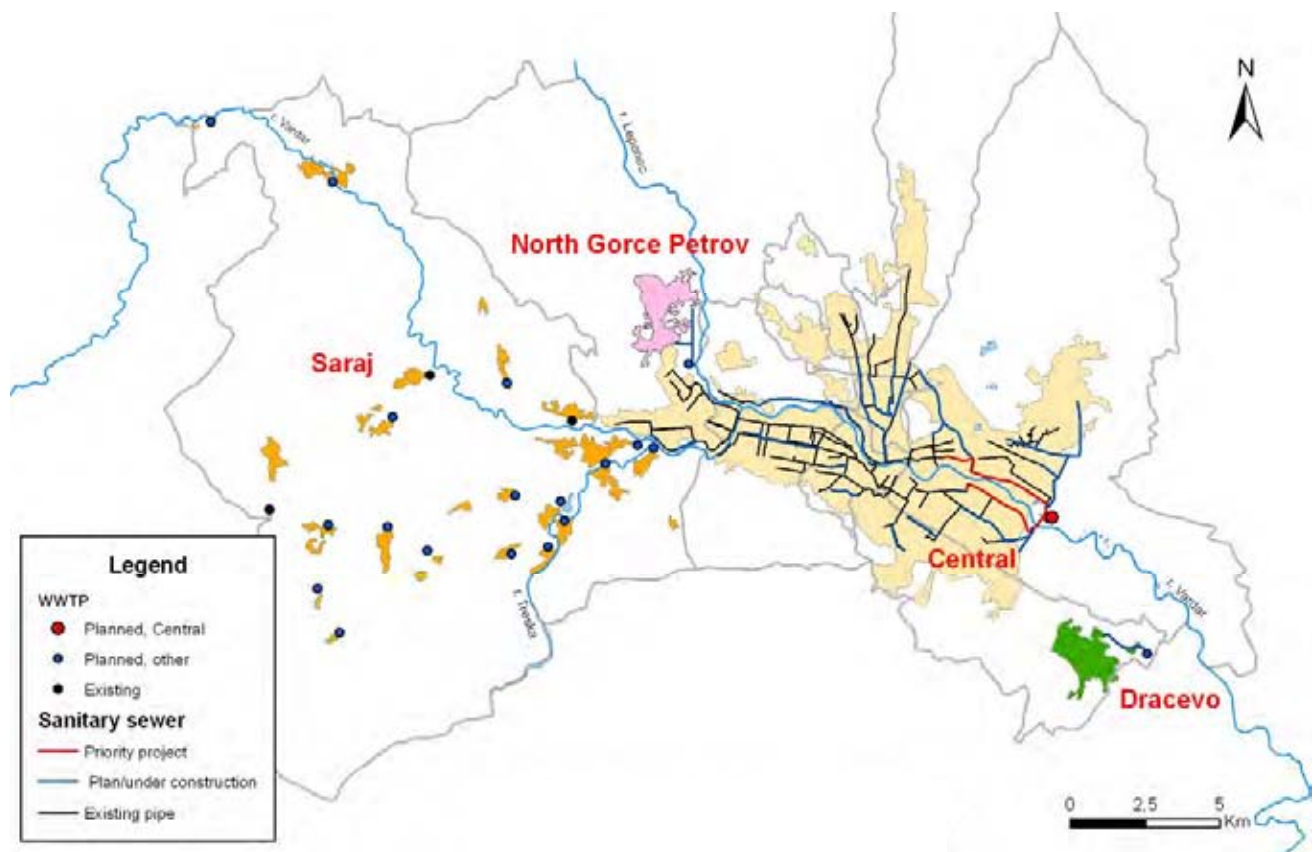 N
r. Vardar
r. Lepenec
North Gorce Petrov
Saraj
Central
r. Treska
r. Vardar
Dracevo
Legend
WWTP
Planned, Central
Planned, other
Existing
Sanitary sewer
Priority project
Plan/under construction
Existing pipe
0 2,5 5
Km